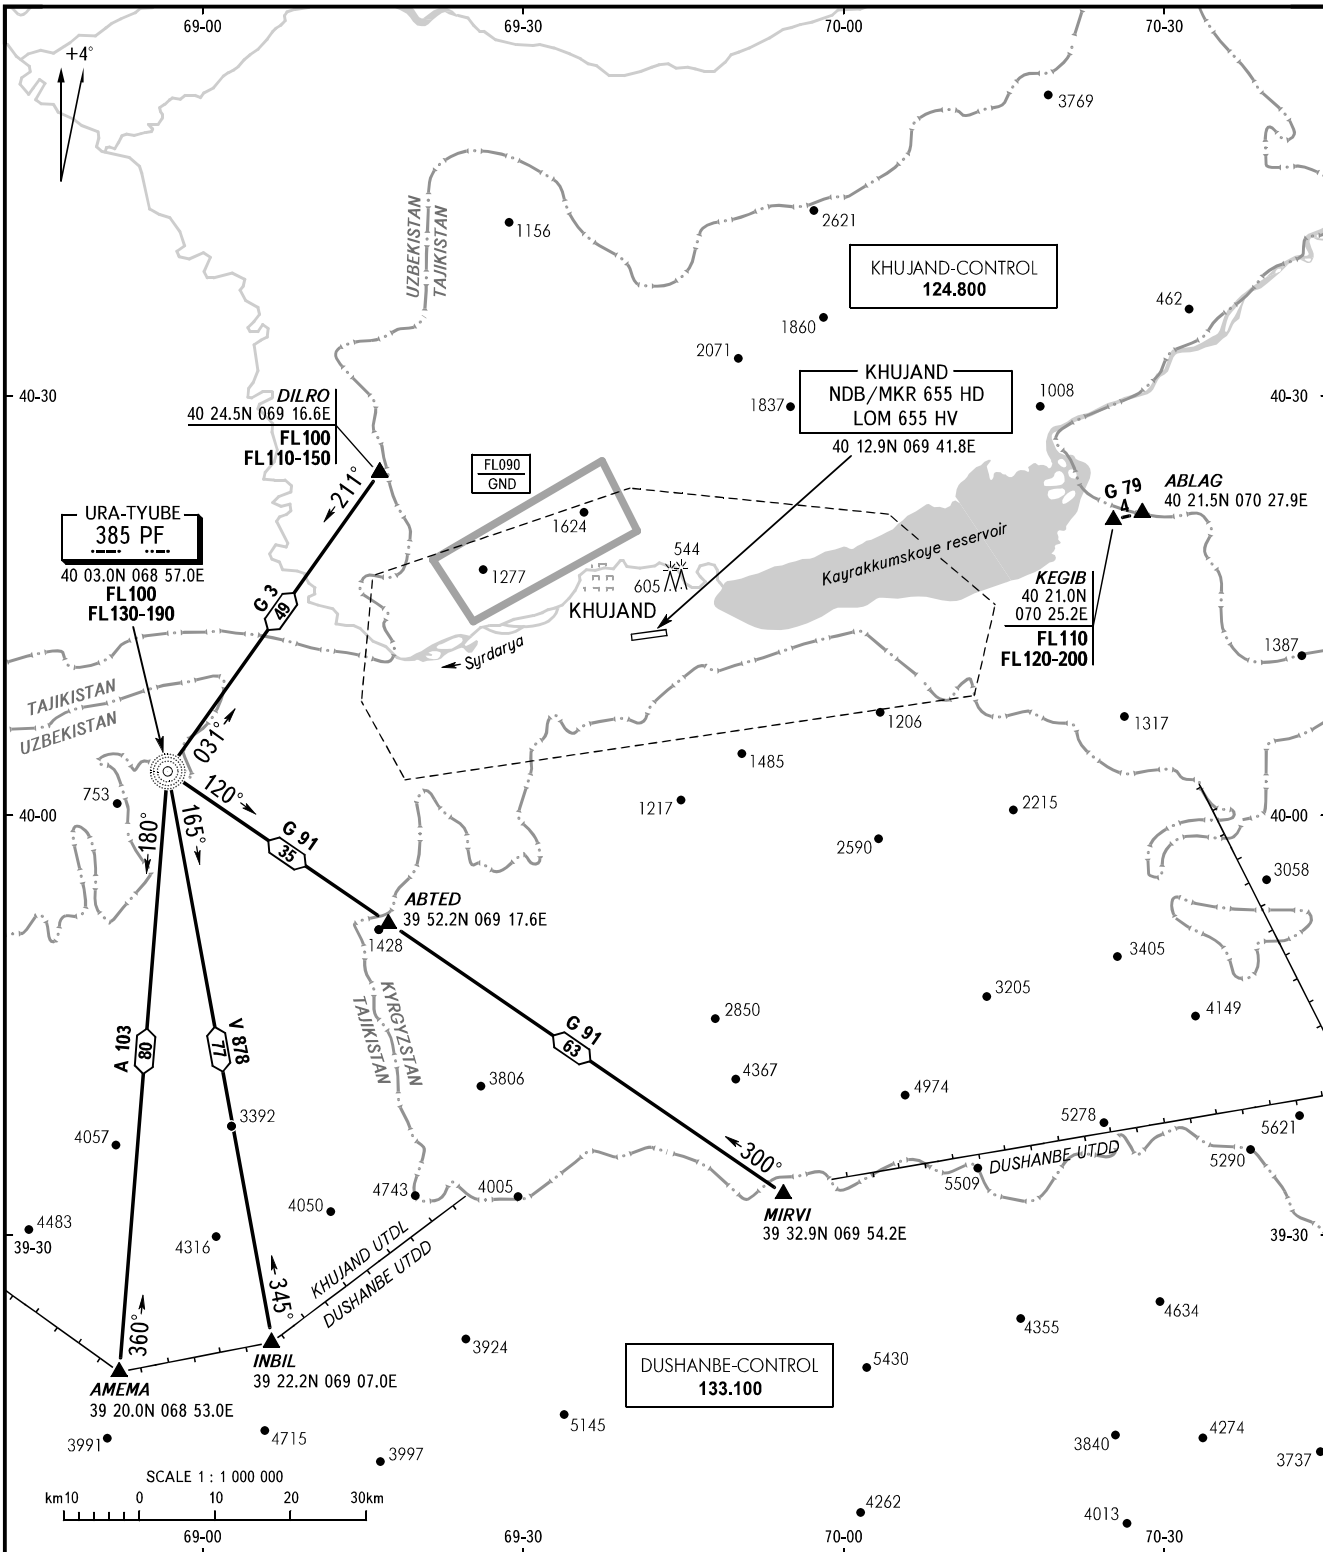 69-00
69-30
70-00
70-30
+4°
3769
UZBEKISTAN
TAJIKISTAN
1156
2621
KHUJAND-CONTROL
124.800
462
1860
2071
KHUJAND
NDB/MKR 655 HD
LOM 655 HV
40 12.9N 069 41.8E
40-30
40-30
DILRO
40 24.5N 069 16.6E
FL100
FL110-150
1837
1008
FL090
GND
211°
G 79
4
ABLAG
40 21.5N 070 27.9E
URA-TYUBE
385 PF
40 03.0N 068 57.0E
FL100
FL130-190
1624
1277
544
605
KHUJAND
Kayrakkumskoye reservoir
KEGIB
40 21.0N
070 25.2E
FL110
FL120-200
G 3
49
Syrdarya
1387
TAJIKISTAN
UZBEKISTAN
031°
1206
1317
1485
753
120°
180°
165°
1217
2215
40-00
40-00
G 91
35
2590
3058
ABTED
39 52.2N 069 17.6E
1428
3405
KYRGYZSTAN
TAJIKISTAN
3205
2850
4149
A 103
80
V 878
77
G 91
63
3806
4367
4974
3392
4057
5278
5621
300°
DUSHANBE UTDD
5290
5509
4743
4005
4050
MIRVI
39 32.9N 069 54.2E
4483
39-30
39-30
4316
KHUJAND UTDL
DUSHANBE UTDD
345°
360°
4634
4355
3924
INBIL
39 22.2N 069 07.0E
DUSHANBE-CONTROL
133.100
5430
AMEMA
39 20.0N 068 53.0E
5145
3991
4715
3997
3840
4274
3737
SCALE 1 : 1 000 000
km10
0
10
20
30km
4262
4013
69-00
69-30
70-00
70-30